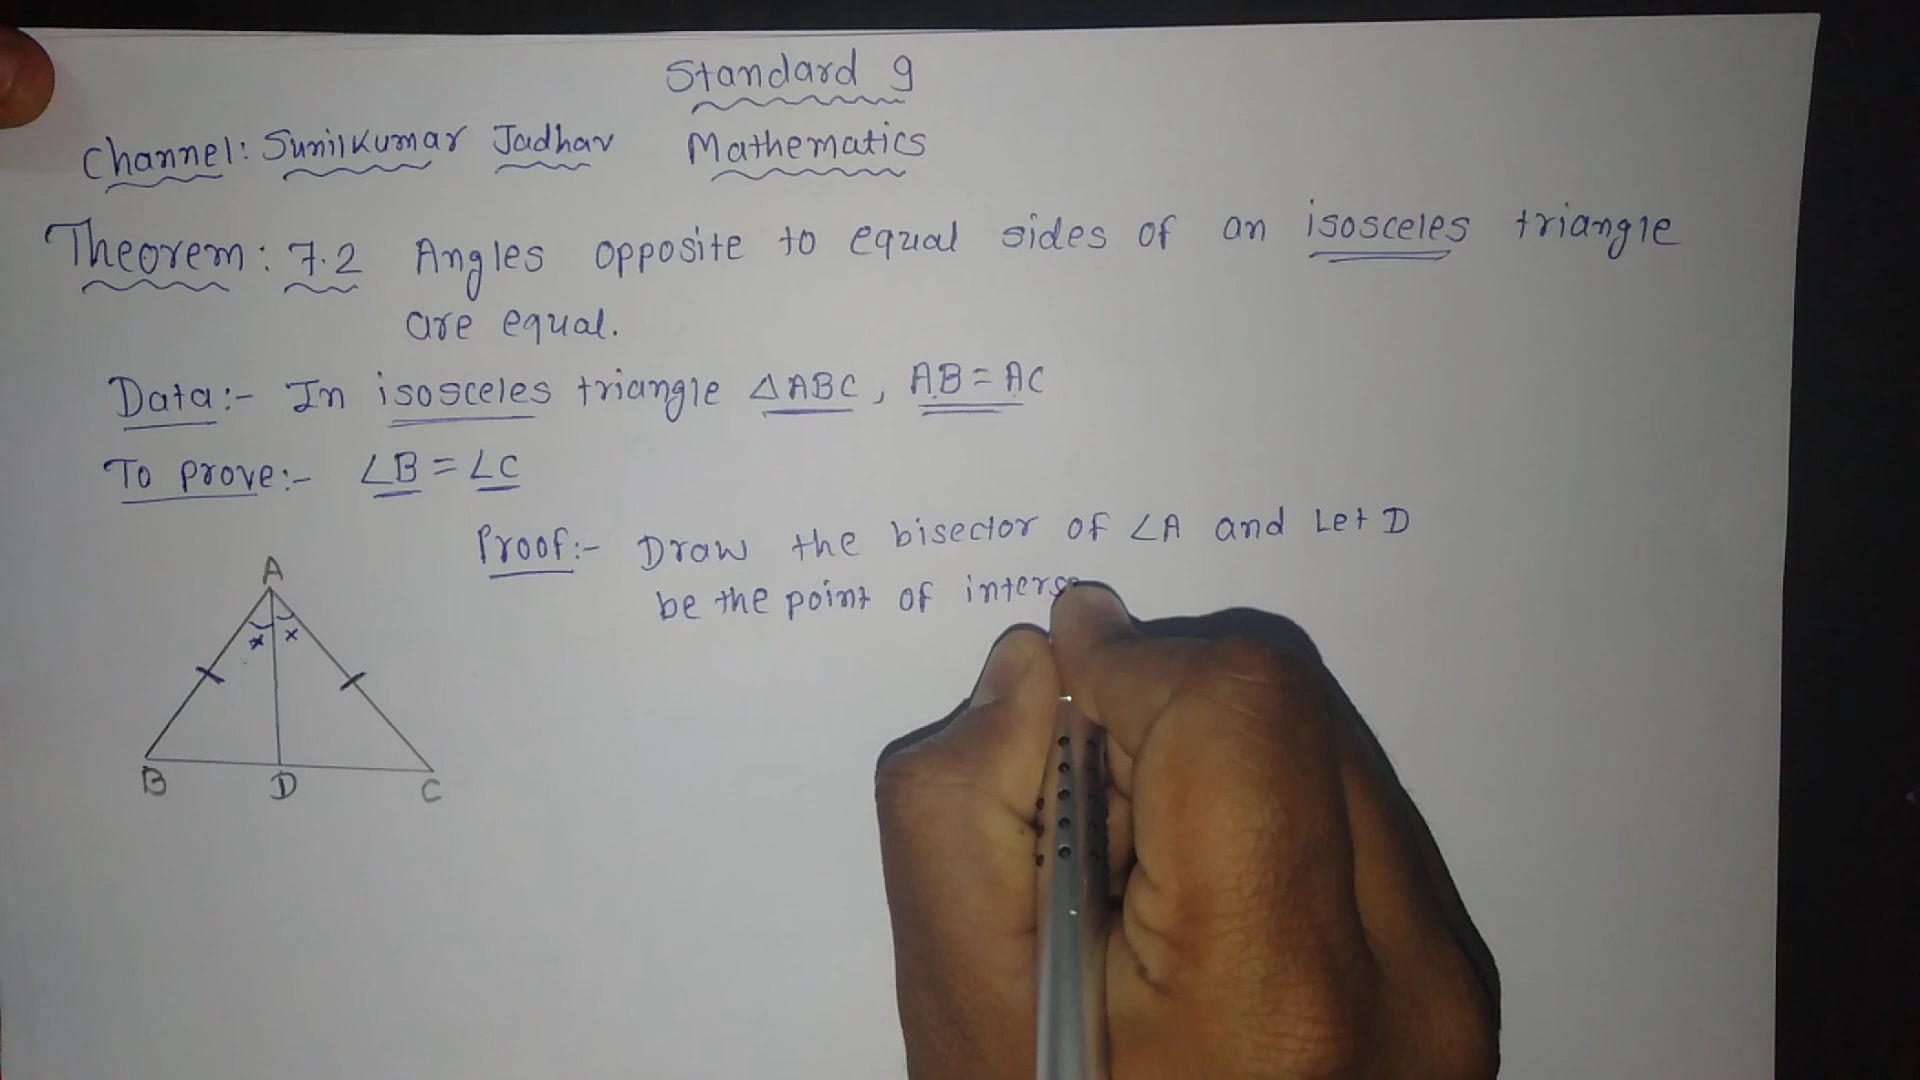 Standard 9
Channel: Sunilkumar Jadhav Mathematics
Theorem: 7.2 Angles opposite to equal sides of an isosceles triangle
are equal.
Data:- In isosceles triangle △ABC, AB = AC
To prove:- ∠B = ∠C
Proof:- Draw the bisector of ∠A and Let D
be the point of inters
A
x x
B D C